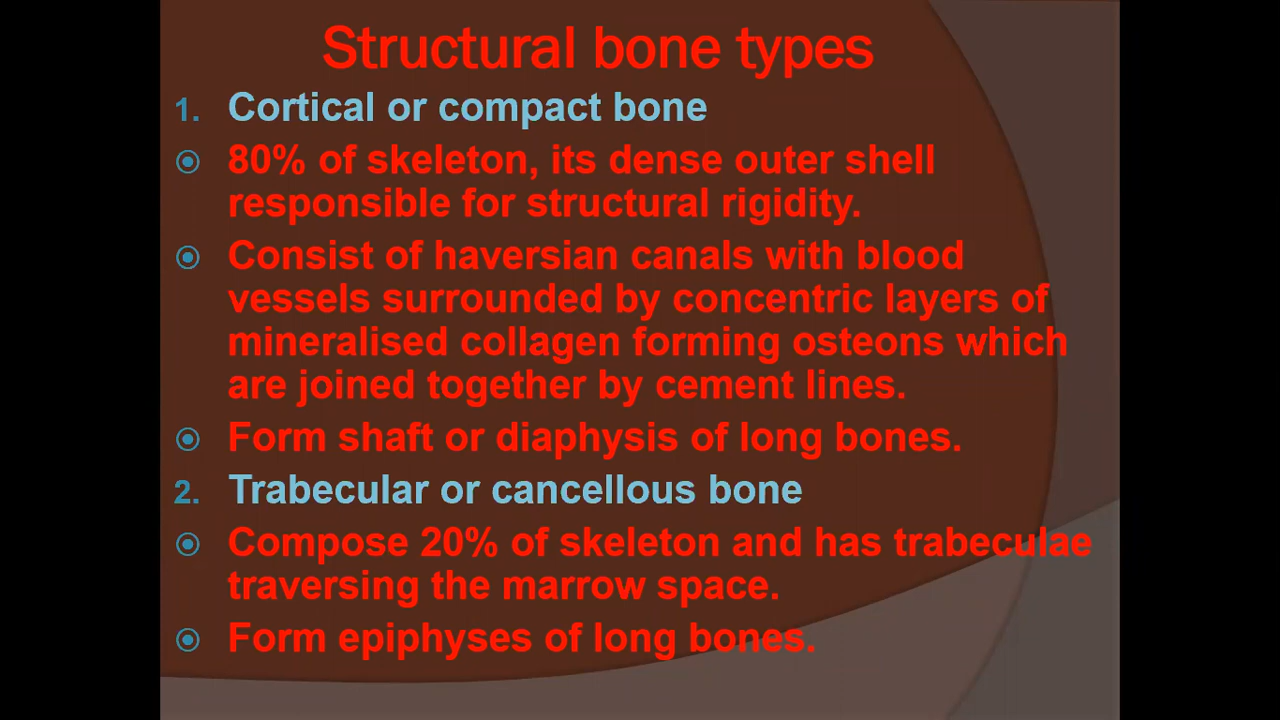 Structural bone types
1. Cortical or compact bone
80% of skeleton, its dense outer shell
responsible for structural rigidity.
Consist of haversian canals with blood
vessels surrounded by concentric layers of
mineralised collagen forming osteons which
are joined together by cement lines.
Form shaft or diaphysis of long bones.
2. Trabecular or cancellous bone
Compose 20% of skeleton and has trabeculae
traversing the marrow space.
Form epiphyses of long bones.